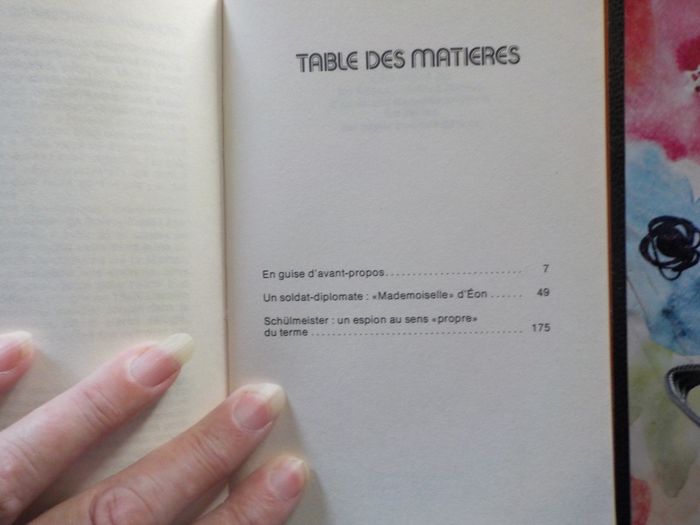 TABLE DES MATIERES
En guise d'avant-propos.......................... 7
Un soldat-diplomate : «Mademoiselle» d'Éon ...... 49
Schülmeister : un espion au sens «propre»
du terme ........................................ 175